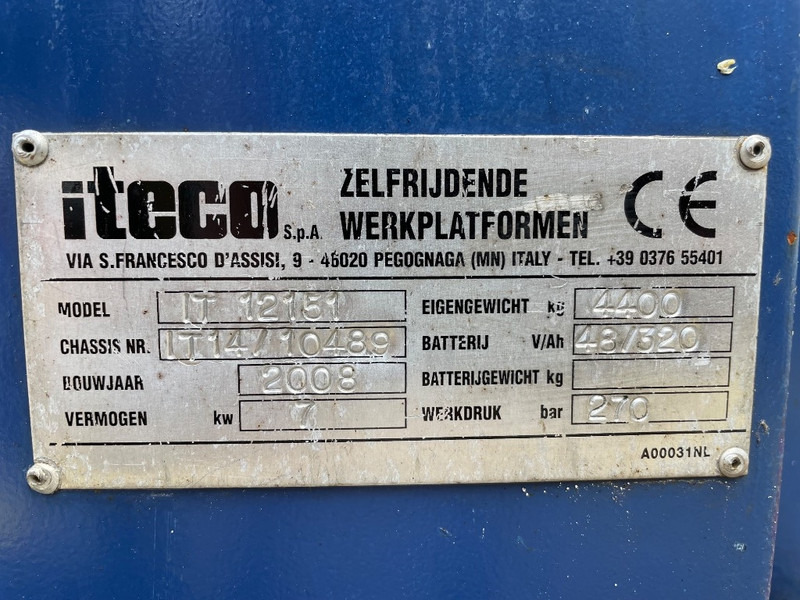 iteco S.p.A. ZELFRIJDENDE WERKPLATFORMEN CE
VIA S.FRANCESCO D'ASSISI, 9 - 46020 PEGOGNAGA (MN) ITALY - TEL. +39 0376 55401
MODEL IT 12151 EIGENGEWICHT kg 4400
CHASSIS NR. IT14/10489 BATTERIJ V/Ah 48/320
BOUWJAAR 2008 BATTERIJGEWICHT kg
VERMOGEN kw 7 WERKDRUK bar 270
A00031NL